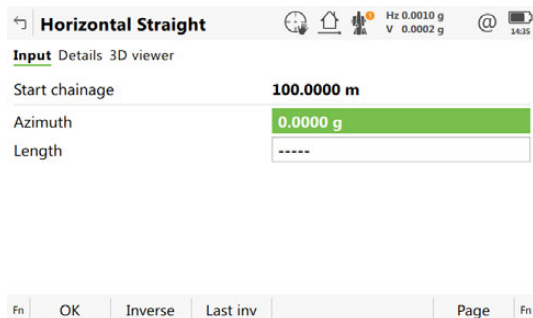 Horizontal Straight
Hz 0.0010 g
V 0.0002 g
@
14:35
Input Details 3D viewer
Start chainage 100.0000 m
Azimuth 0.0000 g
Length -----
Fn OK Inverse Last inv Page Fn